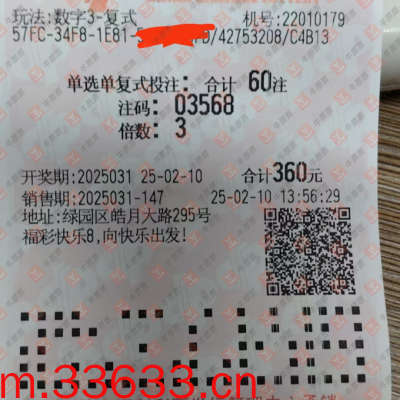 玩法:数字3-复式 机号:22010179
57FC-34F8-1E81- D/42753208/C4B13
单选单复式投注: 合计 60注
注码: 03568
倍数: 3
开奖期:2025031 25-02-10 合计360元
销售期:2025031-147 25-02-10 13:56:29
地址:绿园区皓月大路295号
福彩快乐8,向快乐出发!
m.33633.cn